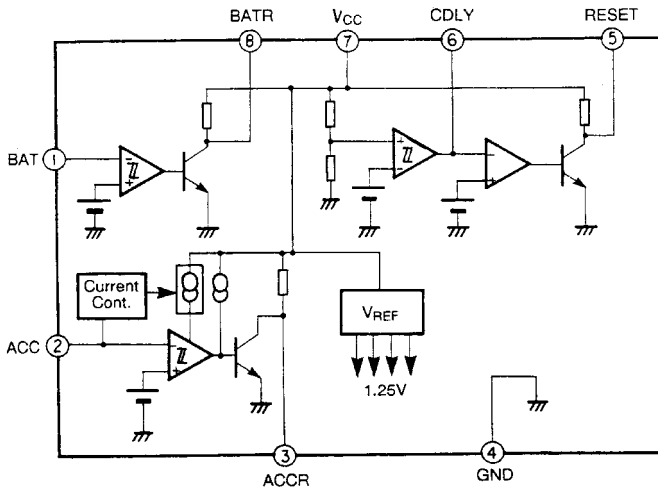 BATR
VCC
CDLY
RESET
8
7
6
5
BAT
1
Current
Cont.
ACC
2
VREF
1.25V
3
4
ACCR
GND